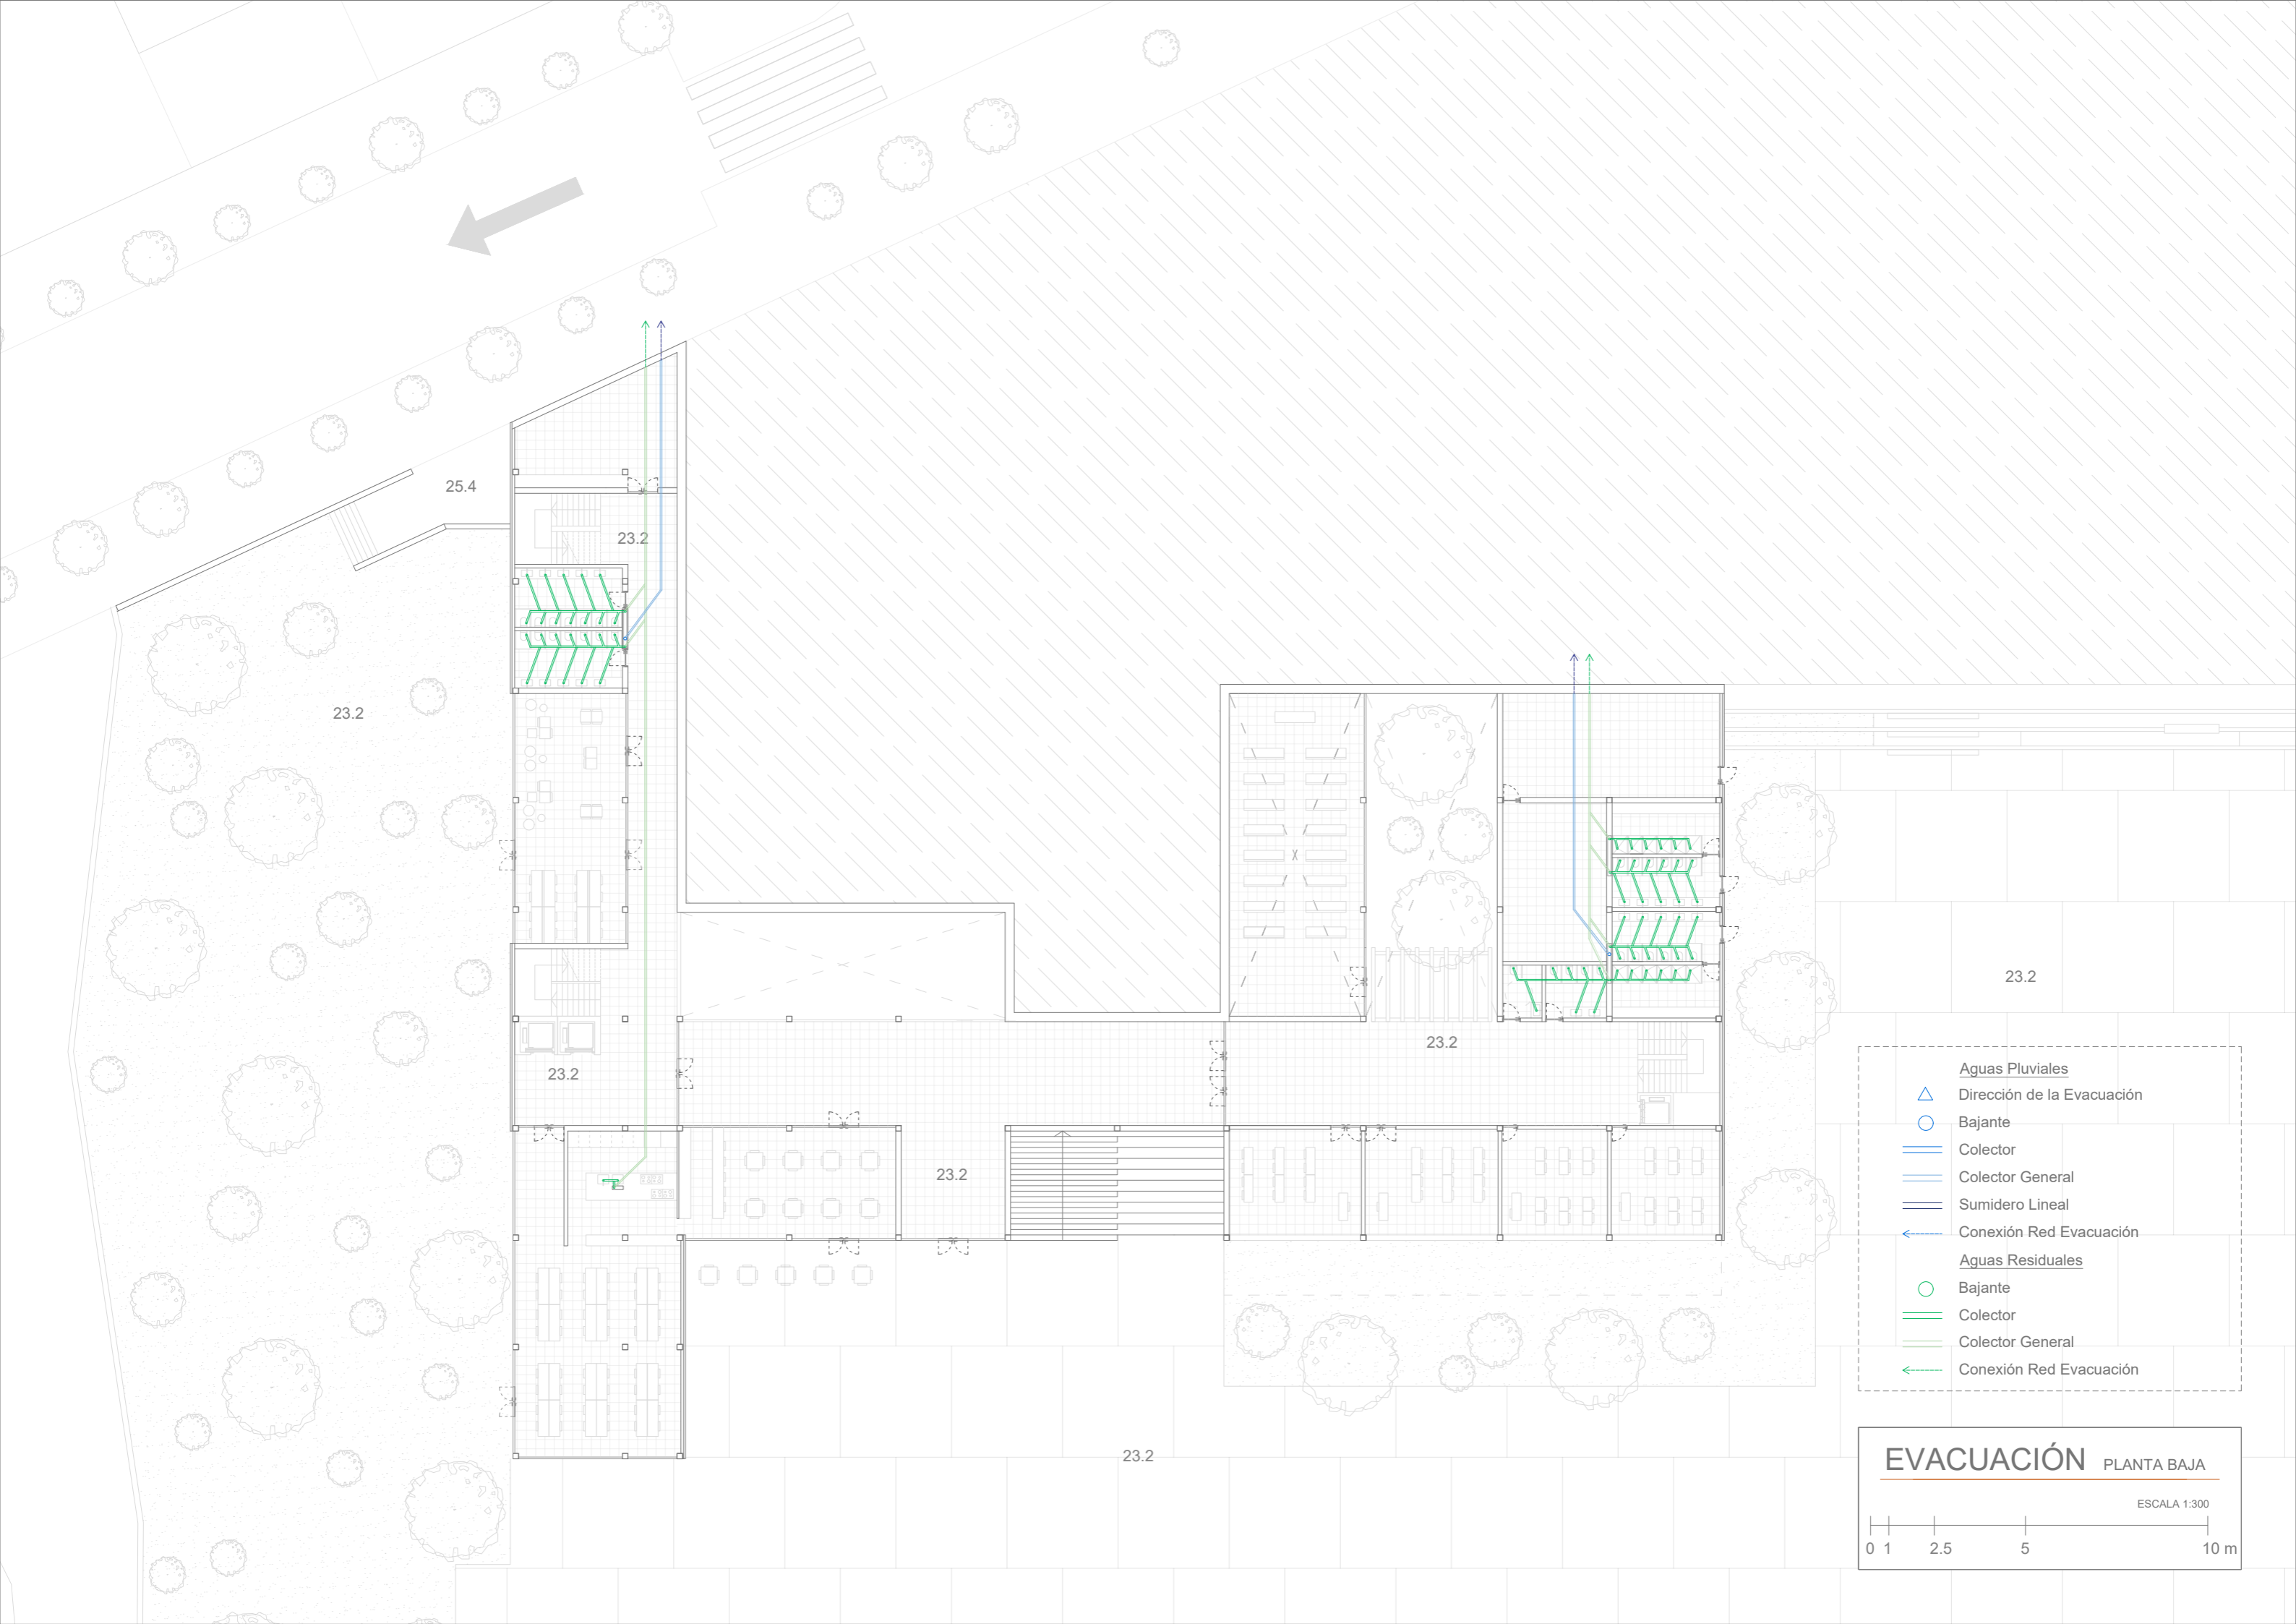 25.4
23.2
23.2
23.2
23.2
23.2
23.2
23.2
23.2
Aguas Pluviales
Dirección de la Evacuación
Bajante
Colector
Colector General
Sumidero Lineal
Conexión Red Evacuación
Aguas Residuales
Bajante
Colector
Colector General
Conexión Red Evacuación
EVACUACIÓN PLANTA BAJA
ESCALA 1:300
0 1 2.5 5 10 m